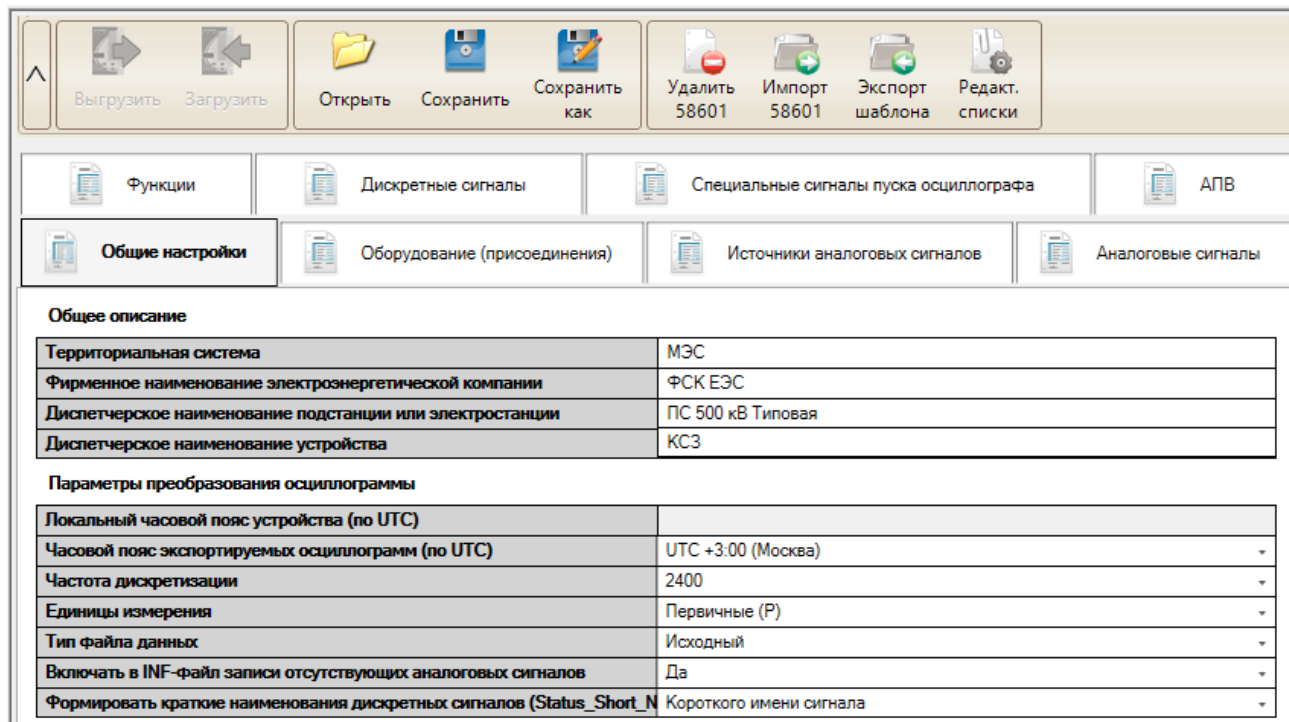 Выгрузить
Загрузить
Открыть
Сохранить
Сохранить
как
Удалить
58601
Импорт
58601
Экспорт
шаблона
Редакт.
списки
Функции
Дискретные сигналы
Специальные сигналы пуска осциллографа
АПВ
Общие настройки
Оборудование (присоединения)
Источники аналоговых сигналов
Аналоговые сигналы
Общее описание
Территориальная система МЭС
Фирменное наименование электроэнергетической компании ФСК ЕЭС
Диспетчерское наименование подстанции или электростанции ПС 500 кВ Типовая
Диспетчерское наименование устройства КСЗ
Параметры преобразования осциллограммы
Локальный часовой пояс устройства (по UTC)
Часовой пояс экспортируемых осциллограмм (по UTC) UTC +3:00 (Москва)
Частота дискретизации 2400
Единицы измерения Первичные (P)
Тип файла данных Исходный
Включать в INF-файл записи отсутствующих аналоговых сигналов Да
Формировать краткие наименования дискретных сигналов (Status_Short_N Короткого имени сигнала